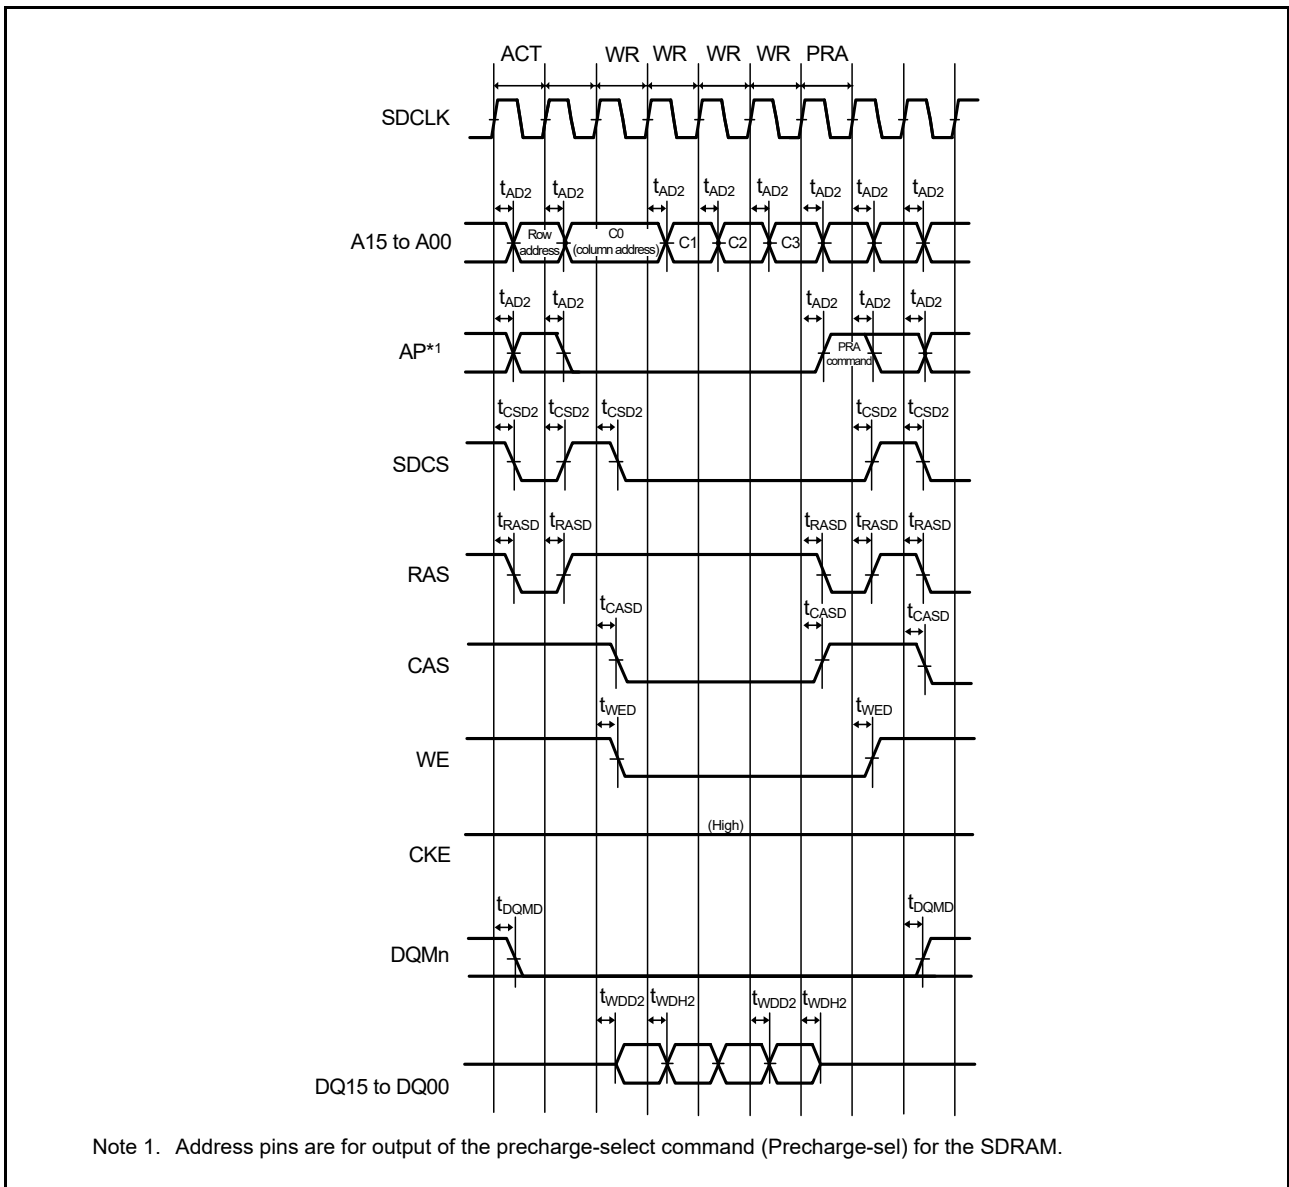 ACT WR WR WR WR PRA
SDCLK
tAD2 tAD2 tAD2 tAD2 tAD2 tAD2 tAD2 tAD2
A15 to A00
Row address
C0 (column address)
C1 C2 C3
tAD2 tAD2 tAD2 tAD2 tAD2
AP*1
PRA command
tCSD2 tCSD2 tCSD2 tCSD2 tCSD2
SDCS
tRASD tRASD tRASD tRASD tRASD
RAS
tCASD tCASD tCASD
CAS
tWED tWED
WE
(High)
CKE
tDQMD tDQMD
DQMn
tWDD2 tWDH2 tWDD2 tWDH2
DQ15 to DQ00
Note 1. Address pins are for output of the precharge-select command (Precharge-sel) for the SDRAM.